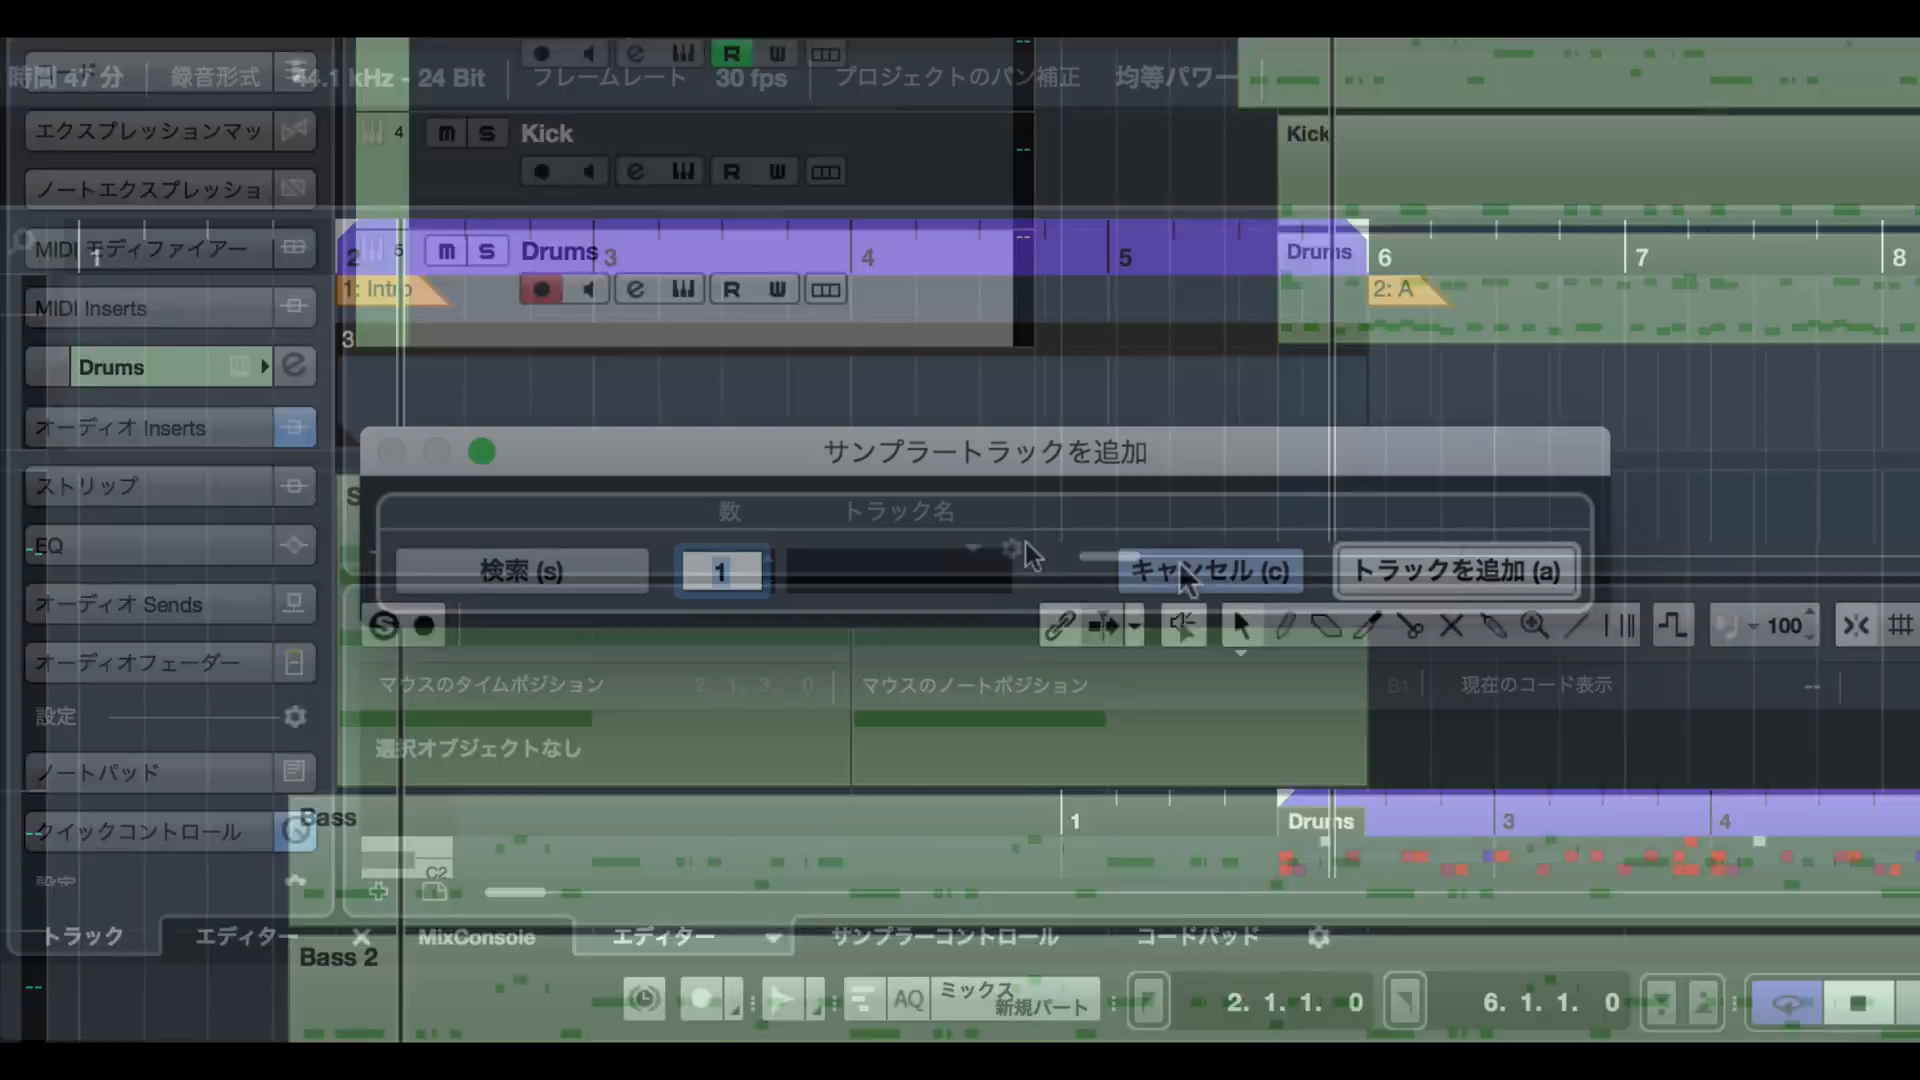 時間 47 分 録音形式 44.1 kHz - 24 Bit フレームレート 30 fps プロジェクトのパン補正 均等パワー
エクスプレッションマッ
4 m S Kick
R W
Kick
ノートエクスプレッショ
R W
MIDI モディファイアー
1
2
5 m S Drums 3 4 5
Drums 6 7 8
MIDI Inserts
1: Intro
R W
2: A
3
Drums
オーディオ Inserts
サンプラートラックを追加
ストリップ
S
数 トラック名
EQ
検索 (s) 1 キャンセル (c) トラックを追加 (a)
オーディオ Sends
100
オーディオフェーダー
マウスのタイムポジション 2. 1. 3. 0 マウスのノートポジション B1 現在のコード表示 --
設定
選択オブジェクトなし
ノートパッド
Bass
1 Drums 3 4
クイックコントロール
C2
設定
トラック エディター MixConsole エディター サンプラーコントロール コードパッド
Bass 2
AQ ミックス
新規パート
2. 1. 1. 0 6. 1. 1. 0